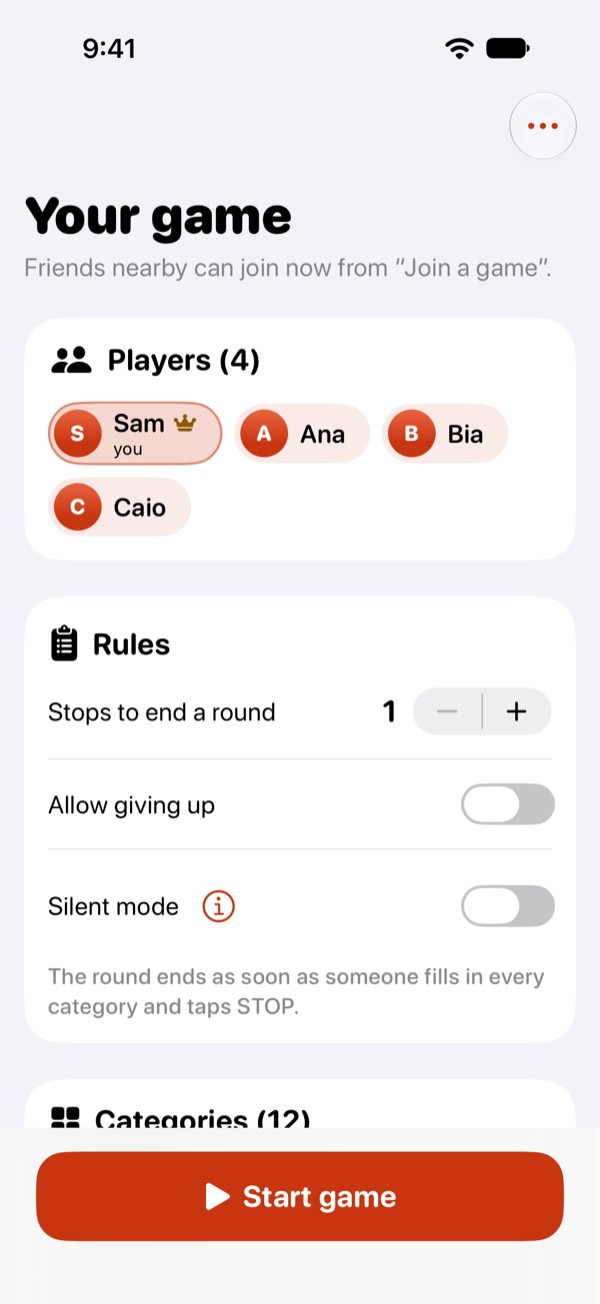 9:41
Your game
Friends nearby can join now from “Join a game”.
Players (4)
S
Sam
you
A
Ana
B
Bia
C
Caio
Rules
Stops to end a round
1
Allow giving up
Silent mode
The round ends as soon as someone fills in every
category and taps STOP.
Categories (12)
Start game